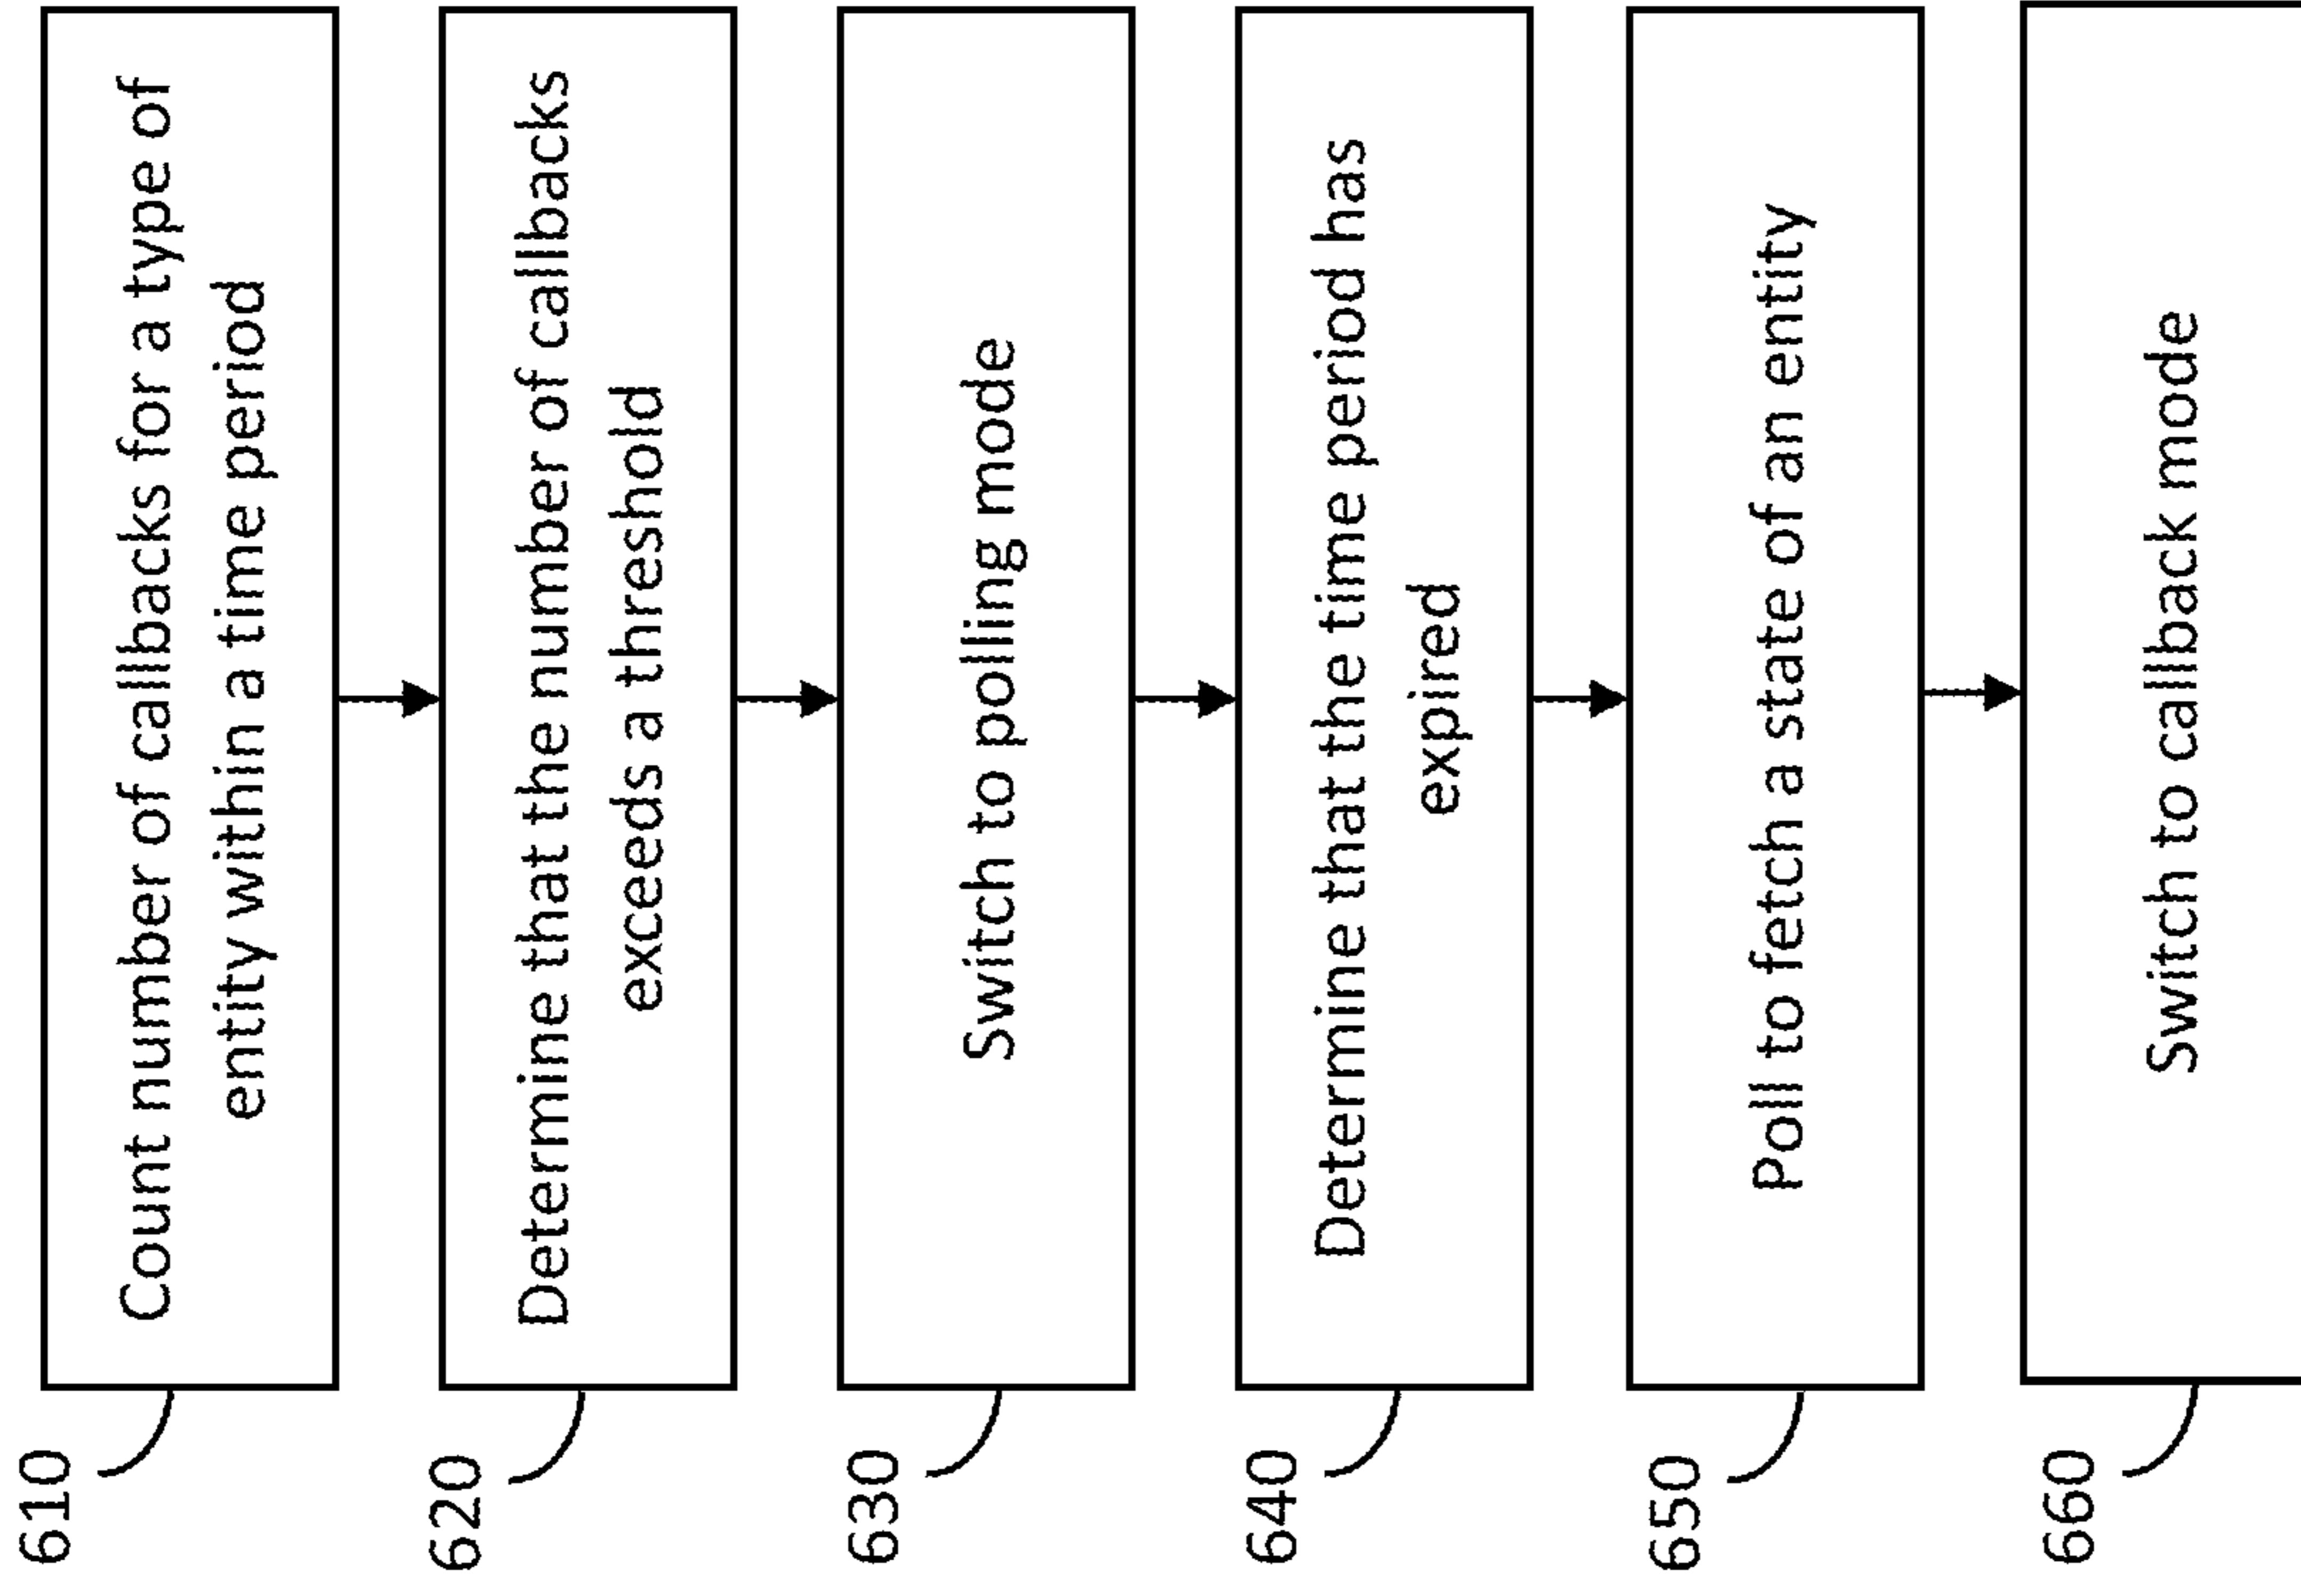 610
Count number of callbacks for a type of
entity within a time period
620
Determine that the number of callbacks
exceeds a threshold
630
Switch to polling mode
640
Determine that the time period has
expired
650
Poll to fetch a state of an entity
660
Switch to callback mode